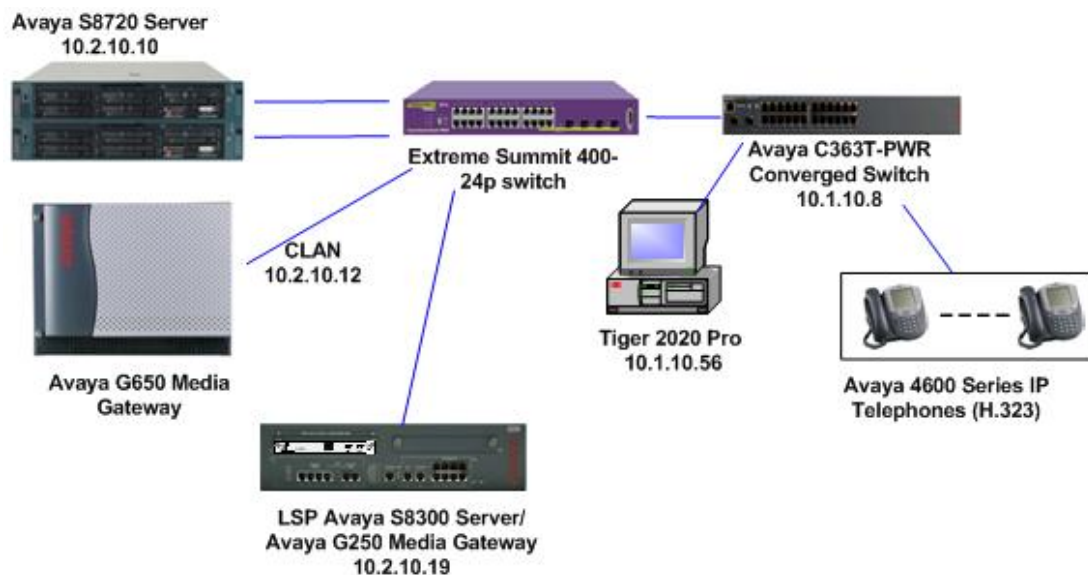 Avaya S8720 Server
10.2.10.10
Extreme Summit 400-
24p switch
Avaya C363T-PWR
Converged Switch
10.1.10.8
CLAN
10.2.10.12
Tiger 2020 Pro
10.1.10.56
Avaya G650 Media
Gateway
Avaya 4600 Series IP
Telephones (H.323)
LSP Avaya S8300 Server/
Avaya G250 Media Gateway
10.2.10.19